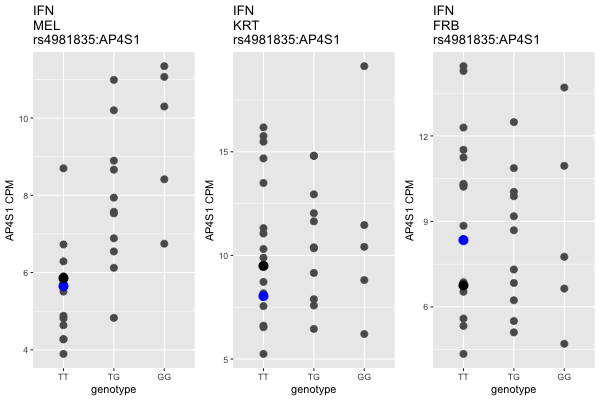 IFN
MEL
rs4981835:AP4S1
AP4S1 CPM
10
8
6
4
TT
TG
GG
genotype
IFN
KRT
rs4981835:AP4S1
AP4S1 CPM
15
10
5
TT
TG
GG
genotype
IFN
FRB
rs4981835:AP4S1
AP4S1 CPM
12
9
6
TT
TG
GG
genotype